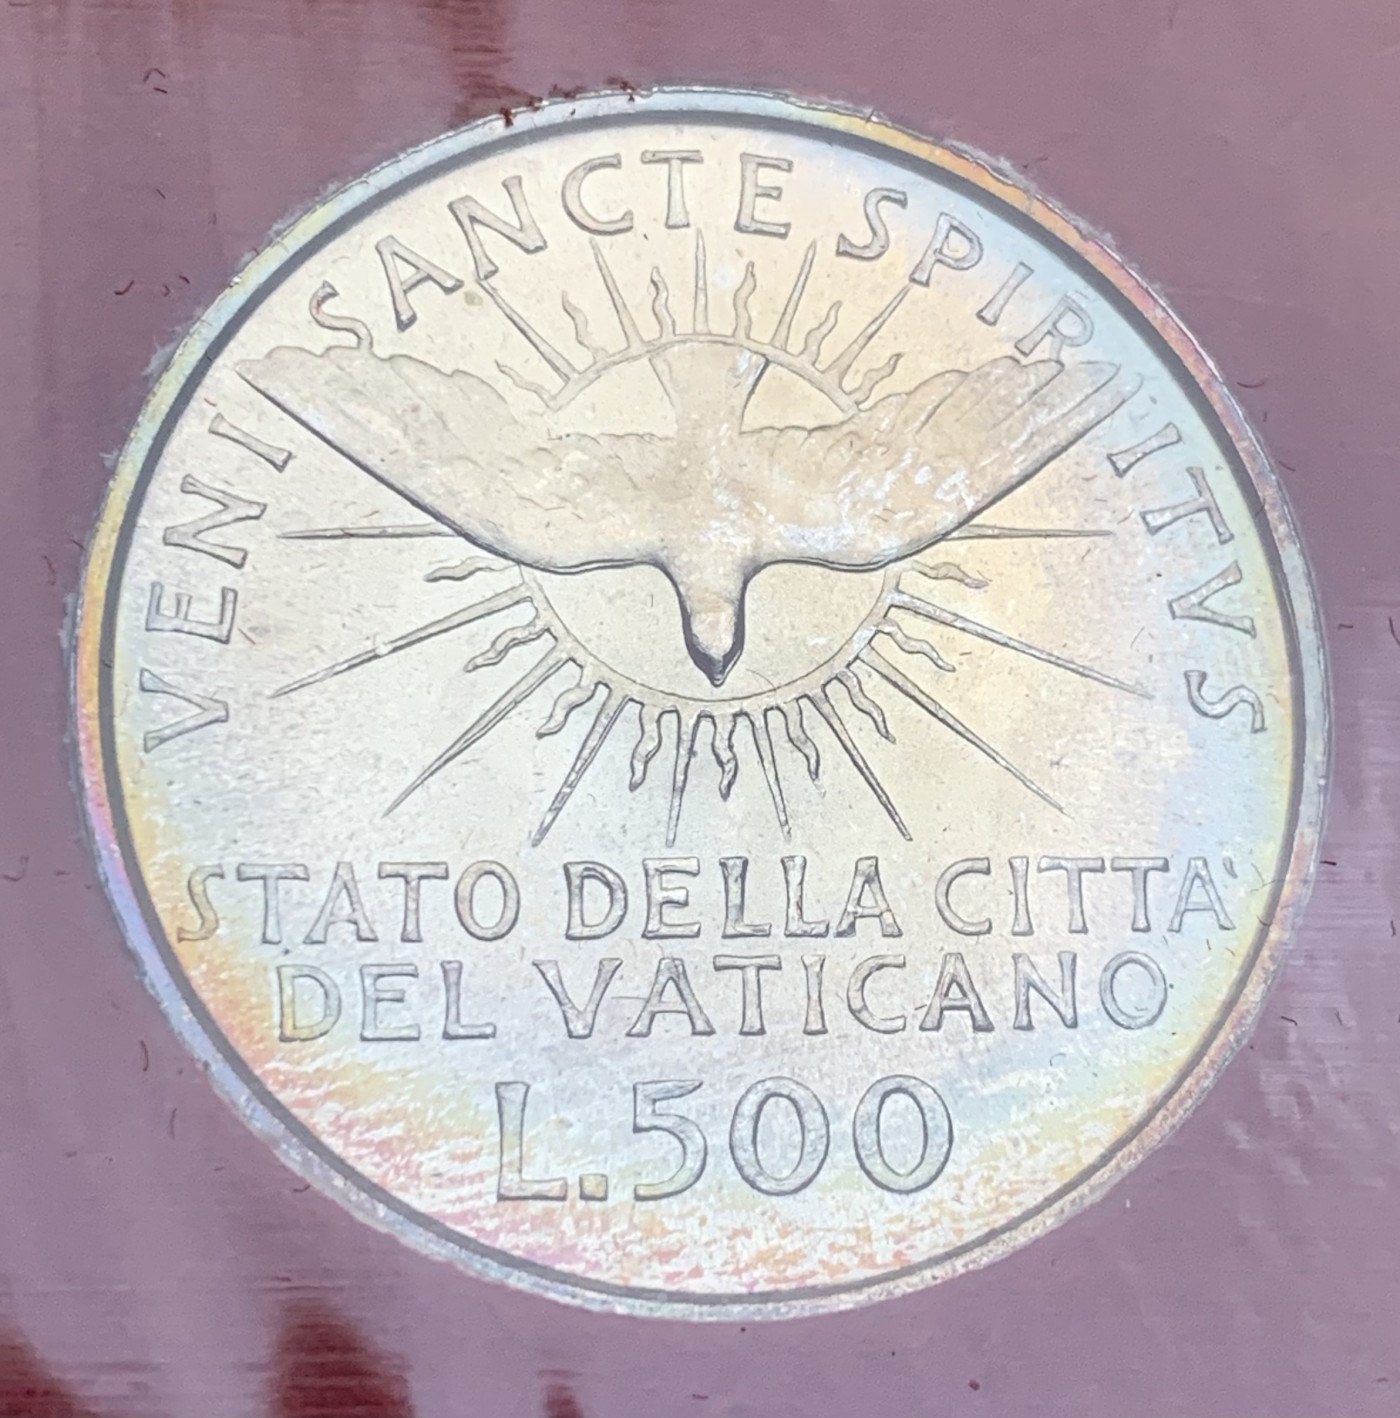 VENI SANCTE SPIRITVS
STATO DELLA CITTA'
DEL VATICANO
L.500